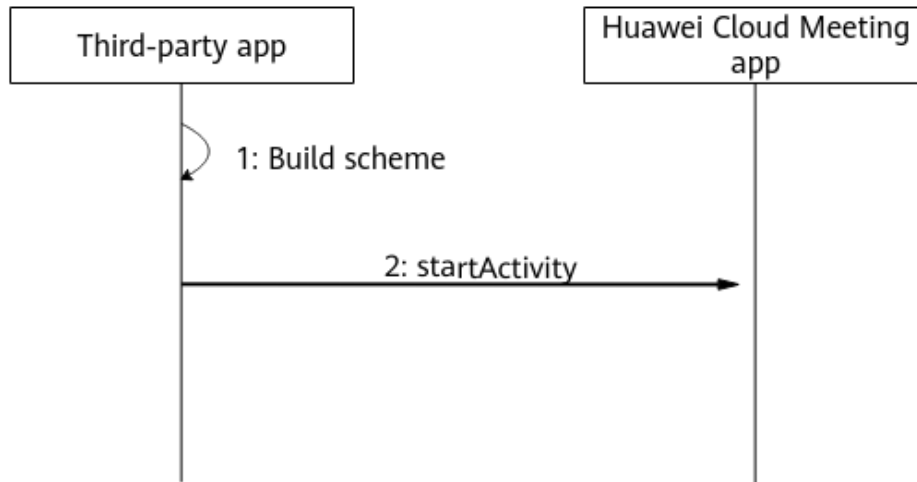 Third-party app
Huawei Cloud Meeting
app
1: Build scheme
2: startActivity